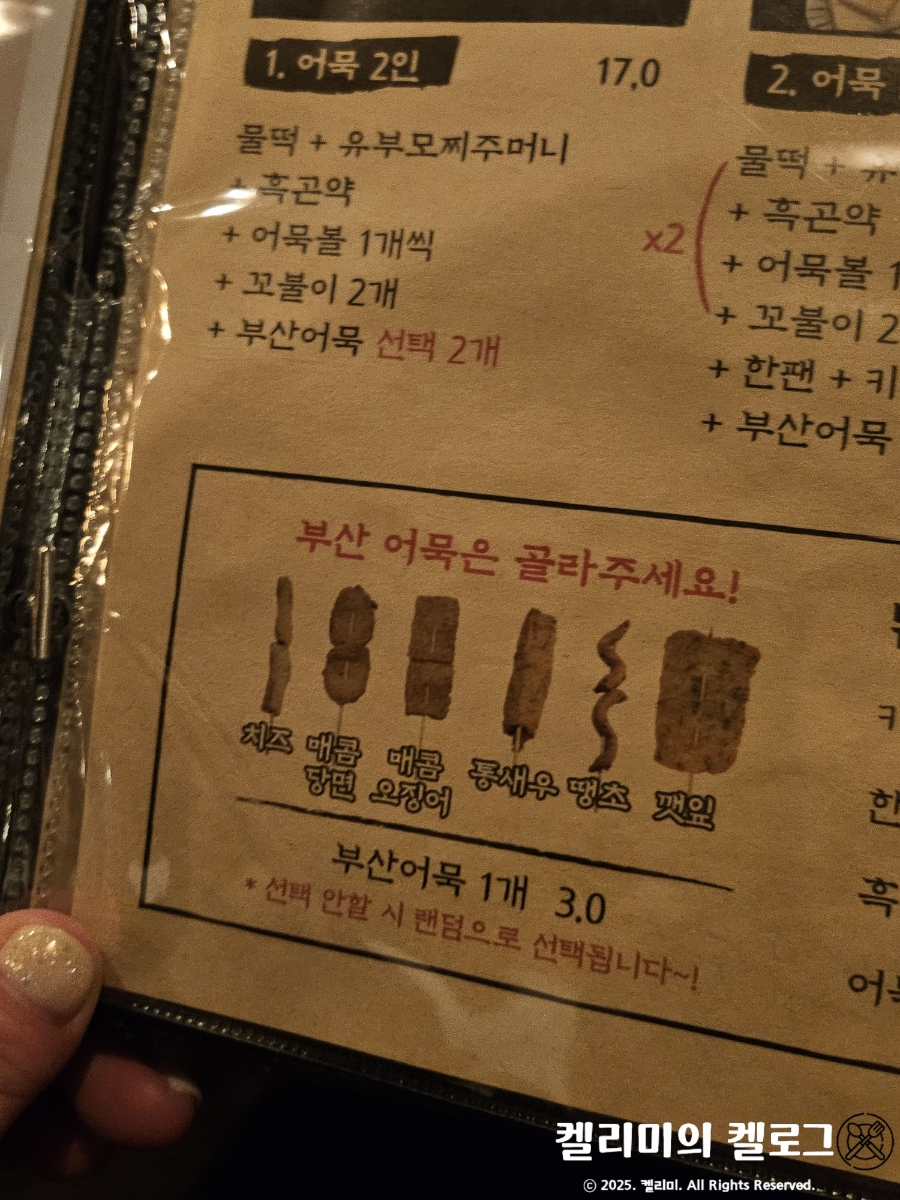 1. 어묵 2인 17,0
물떡 + 유부모찌주머니
+ 흑곤약
+ 어묵볼 1개씩
+ 꼬불이 2개
+ 부산어묵 선택 2개
2. 어묵
x2
물떡 +
+ 흑곤약
+ 어묵볼 1
+ 꼬불이 2
+ 한팬 + 키
+ 부산어묵
부산 어묵은 골라주세요!
치즈 매콤 매콤 통새우 땡초 깻잎
당면 오징어
부산어묵 1개 3.0
* 선택 안할 시 랜덤으로 선택됩니다~!
키
한
흑
켈리미의 켈로그
© 2025. 켈리미. All Rights Reserved.